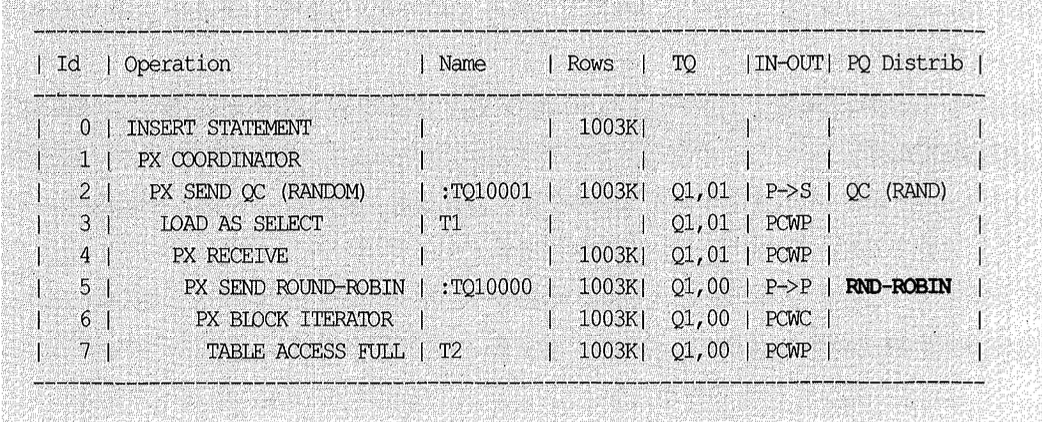 | Id | Operation | Name | Rows | TQ |IN-OUT| PQ Distrib |
| 0 | INSERT STATEMENT | | 1003K| | | |
| 1 | PX COORDINATOR | | | | | |
| 2 | PX SEND QC (RANDOM) | :TQ10001 | 1003K| Q1,01 | P->S | QC (RAND) |
| 3 | LOAD AS SELECT | T1 | | Q1,01 | PCWP | |
| 4 | PX RECEIVE | | 1003K| Q1,01 | PCWP | |
| 5 | PX SEND ROUND-ROBIN | :TQ10000 | 1003K| Q1,00 | P->P | RND-ROBIN |
| 6 | PX BLOCK ITERATOR | | 1003K| Q1,00 | PCWC | |
| 7 | TABLE ACCESS FULL | T2 | 1003K| Q1,00 | PCWP | |